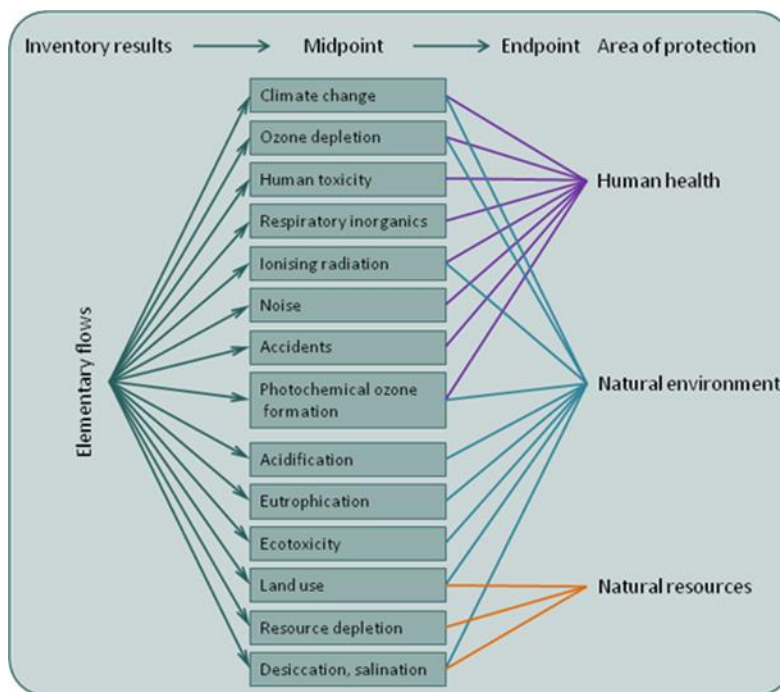 Inventory results Midpoint Endpoint Area of protection
Climate change
Ozone depletion
Human toxicity
Human health
Respiratory inorganics
Ionising radiation
Noise
Accidents
Elementary flows
Photochemical ozone
formation
Natural environment
Acidification
Eutrophication
Ecotoxicity
Land use
Natural resources
Resource depletion
Desiccation, salination